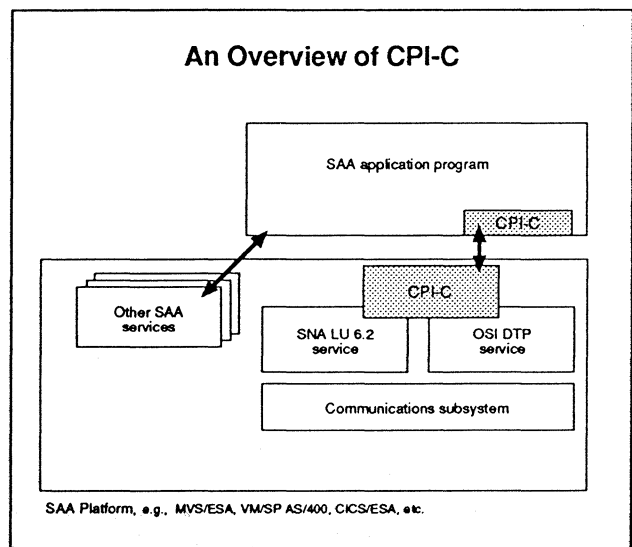 An Overview of CPI-C
SAA application program
CPI-C
CPI-C
Other SAA
services
SNA LU 6.2
service
OSI DTP
service
Communications subsystem
SAA Platform, e.g., MVS/ESA, VM/SP AS/400, CICS/ESA, etc.